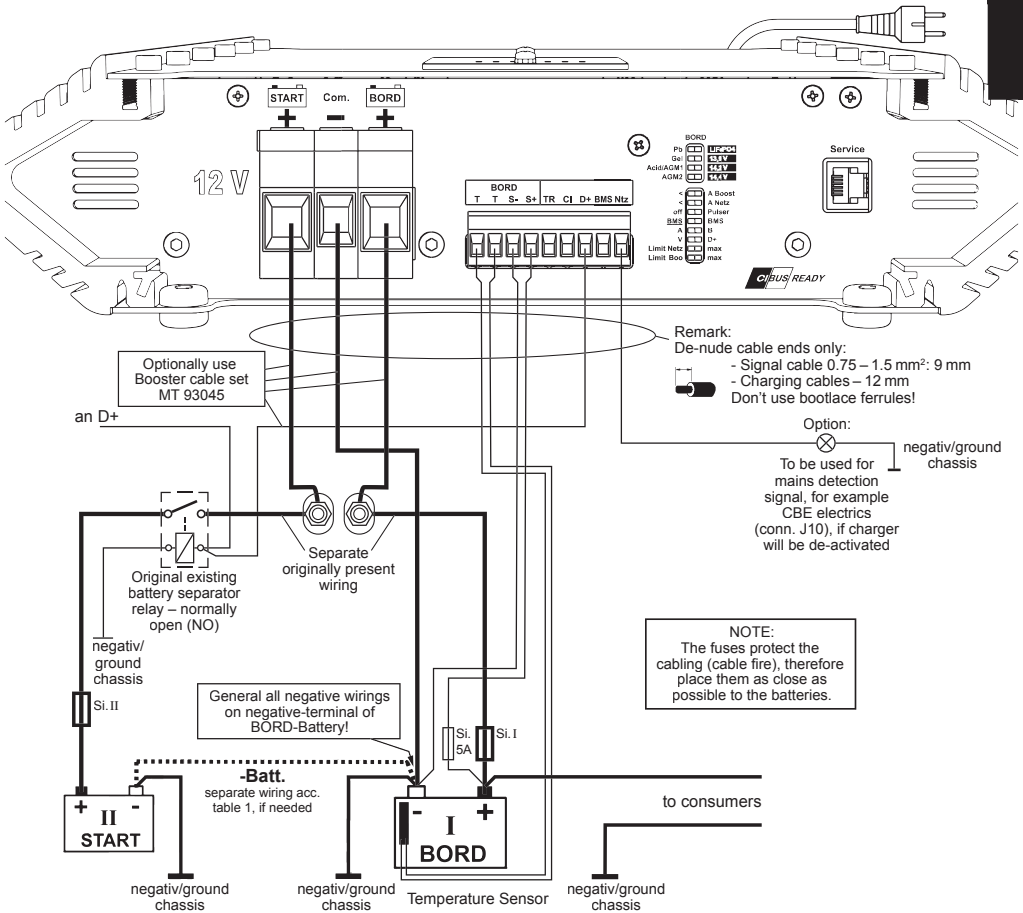 START Com. BORD
+ − +
12 V
BORD
T T S- S+ TR CI D+ BMS Ntz
BORD
Pb LiFePO4
Gel 13,8V
Acid/AGM1 14,2V
AGM2 14,4V
< A Boost
< A Netz
off Pulser
BMS BMS
A B
V D+
Limit Netz max
Limit Boo max
Service
CIBUS READY
Remark:
De-nude cable ends only:
- Signal cable 0.75 – 1.5 mm²: 9 mm
- Charging cables – 12 mm
Don't use bootlace ferrules!
Optionally use
Booster cable set
MT 93045
an D+
Option:
negativ/ground
chassis
To be used for
mains detection
signal, for example
CBE electrics
(conn. J10), if charger
will be de-activated
Separate
originally present
wiring
Original existing
battery separator
relay – normally
open (NO)
negativ/
ground
chassis
NOTE:
The fuses protect the
cabling (cable fire), therefore
place them as close as
possible to the batteries.
General all negative wirings
on negative-terminal of
BORD-Battery!
Si. II
Si.
5A
Si. I
-Batt.
separate wiring acc.
table 1, if needed
to consumers
+ -
II
START
- +
I
BORD
negativ/ground
chassis
negativ/ground
chassis
Temperature Sensor
negativ/ground
chassis